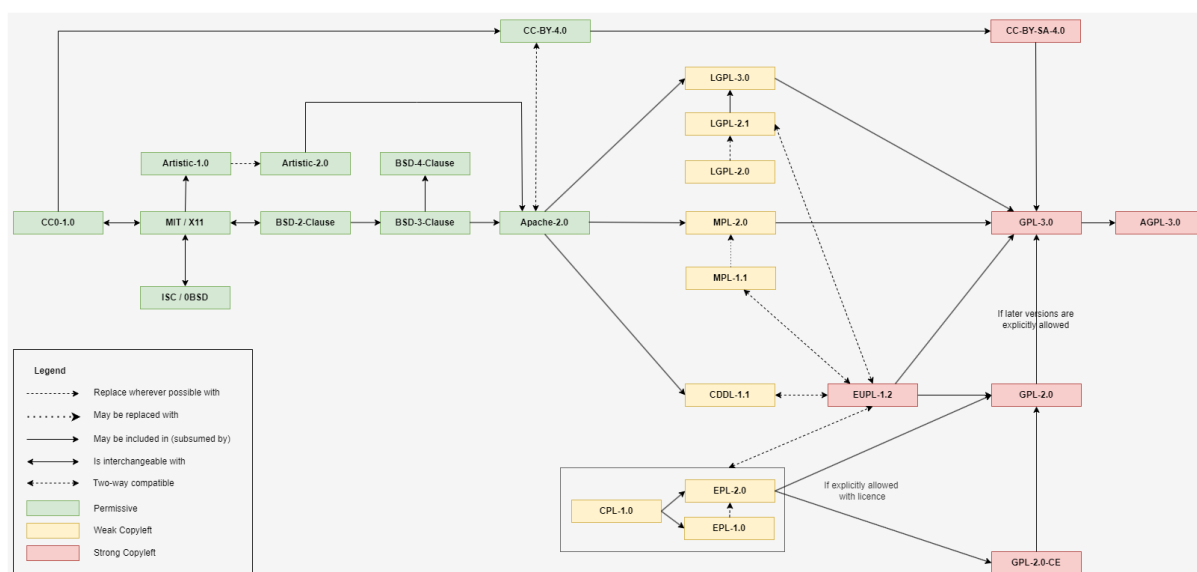 CC-BY-4.0
CC-BY-SA-4.0
LGPL-3.0
LGPL-2.1
Artistic-1.0
Artistic-2.0
BSD-4-Clause
LGPL-2.0
CC0-1.0
MIT / X11
BSD-2-Clause
BSD-3-Clause
Apache-2.0
MPL-2.0
GPL-3.0
AGPL-3.0
MPL-1.1
ISC / 0BSD
If later versions are
explicitly allowed
CDDL-1.1
EUPL-1.2
GPL-2.0
If explicitly allowed
with licence
EPL-2.0
CPL-1.0
EPL-1.0
GPL-2.0-CE
Legend
Replace wherever possible with
May be replaced with
May be included in (subsumed by)
Is interchangeable with
Two-way compatible
Permissive
Weak Copyleft
Strong Copyleft